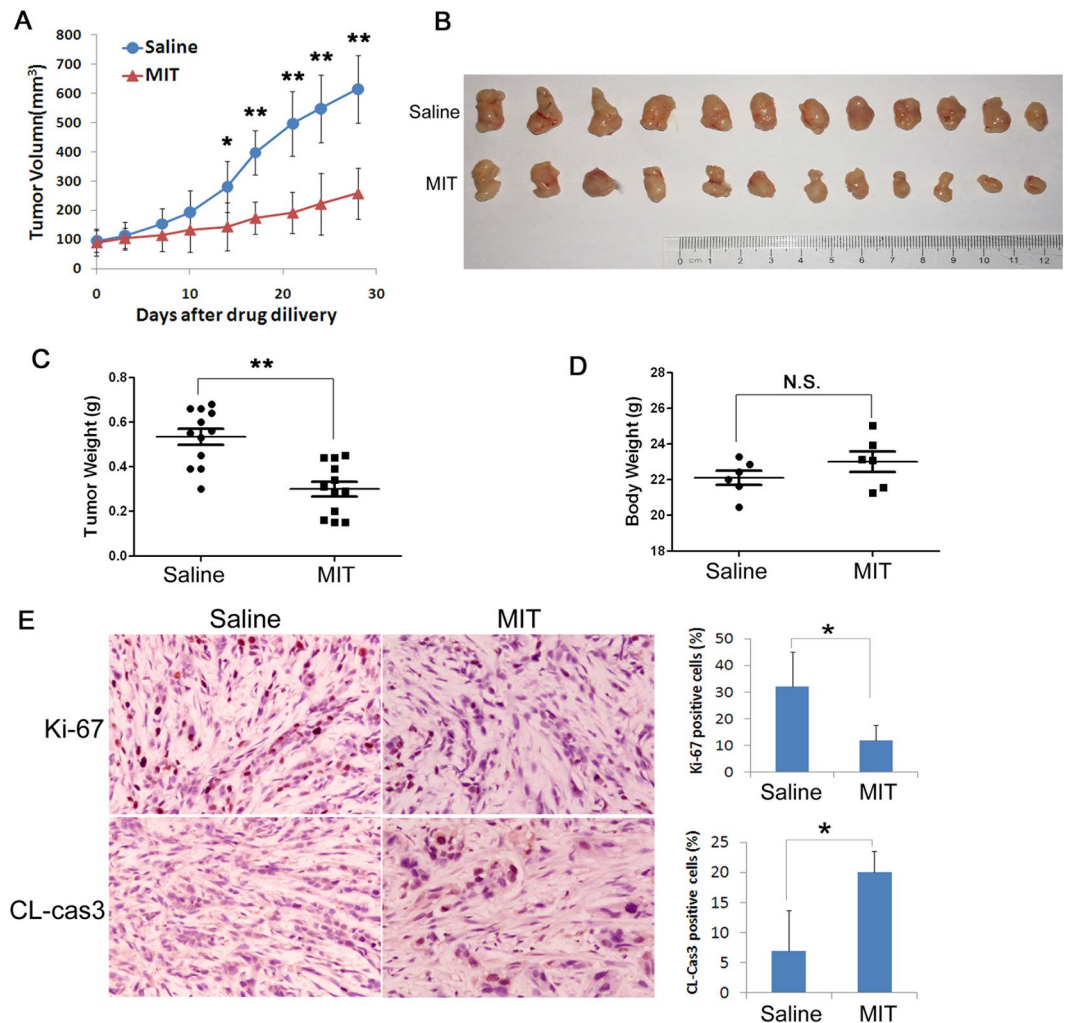 A
Tumor Volumn(mm³)
800
700
600
500
400
300
200
100
0
Saline
MIT
*
**
**
**
**
0
10
20
30
Days after drug dilivery
B
Saline
MIT
0 cm 1 2 3 4 5 6 7 8 9 10 11 12
C
Tumor Weight (g)
0.8
0.6
0.4
0.2
0.0
**
Saline
MIT
D
Body Weight (g)
28
26
24
22
20
18
N.S.
Saline
MIT
E
Saline
MIT
Ki-67
CL-cas3
Ki-67 positive cells (%)
50
40
30
20
10
0
*
Saline
MIT
CL-Cas3 positive cells (%)
25
20
15
10
5
0
*
Saline
MIT